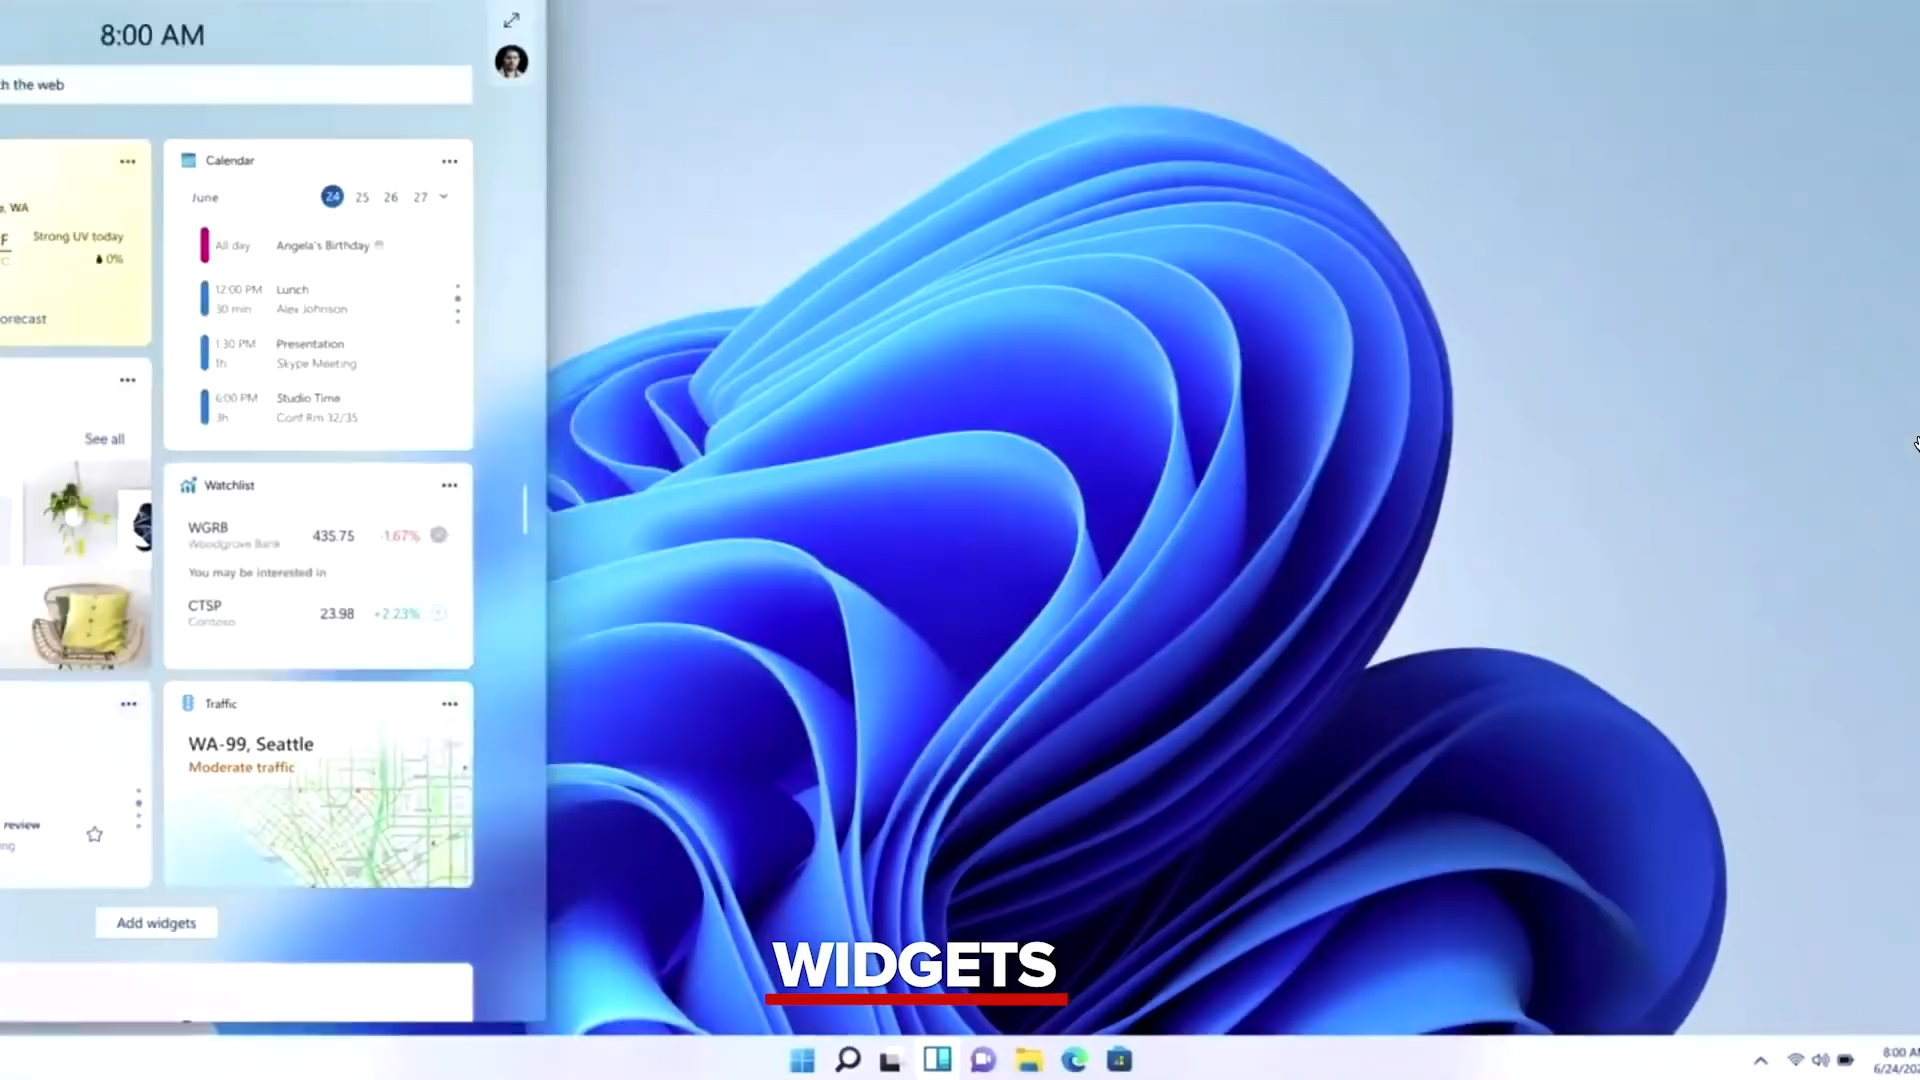 8:00 AM
h the web
Calendar
June
24 25 26 27
, WA
F
Strong UV today
0%
All day Angela's Birthday
12:00 PM Lunch
30 min Alex Johnson
orecast
1:30 PM Presentation
1h Skype Meeting
6:00 PM Studio Time
3h Conf Rm 32/35
See all
Watchlist
WGRB 435.75 -1.67%
Woodgrove Bank
You may be interested in
CTSP 23.98 +2.23%
Contoso
Traffic
WA-99, Seattle
Moderate traffic
review
ng
Add widgets
WIDGETS
8:00 AM
6/24/20